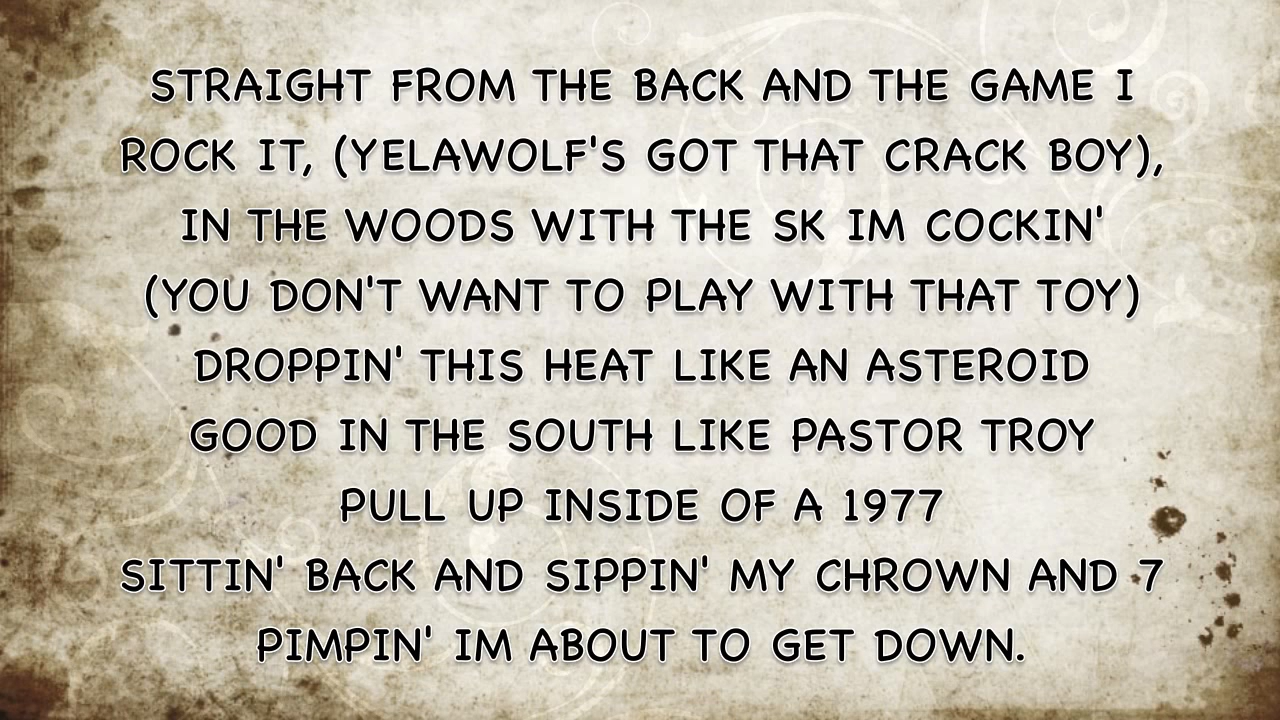 STRAIGHT FROM THE BACK AND THE GAME I
ROCK IT, (YELAWOLF'S GOT THAT CRACK BOY),
IN THE WOODS WITH THE SK IM COCKIN'
(YOU DON'T WANT TO PLAY WITH THAT TOY)
DROPPIN' THIS HEAT LIKE AN ASTEROID
GOOD IN THE SOUTH LIKE PASTOR TROY
PULL UP INSIDE OF A 1977
SITTIN' BACK AND SIPPIN' MY CHROWN AND 7
PIMPIN' IM ABOUT TO GET DOWN.